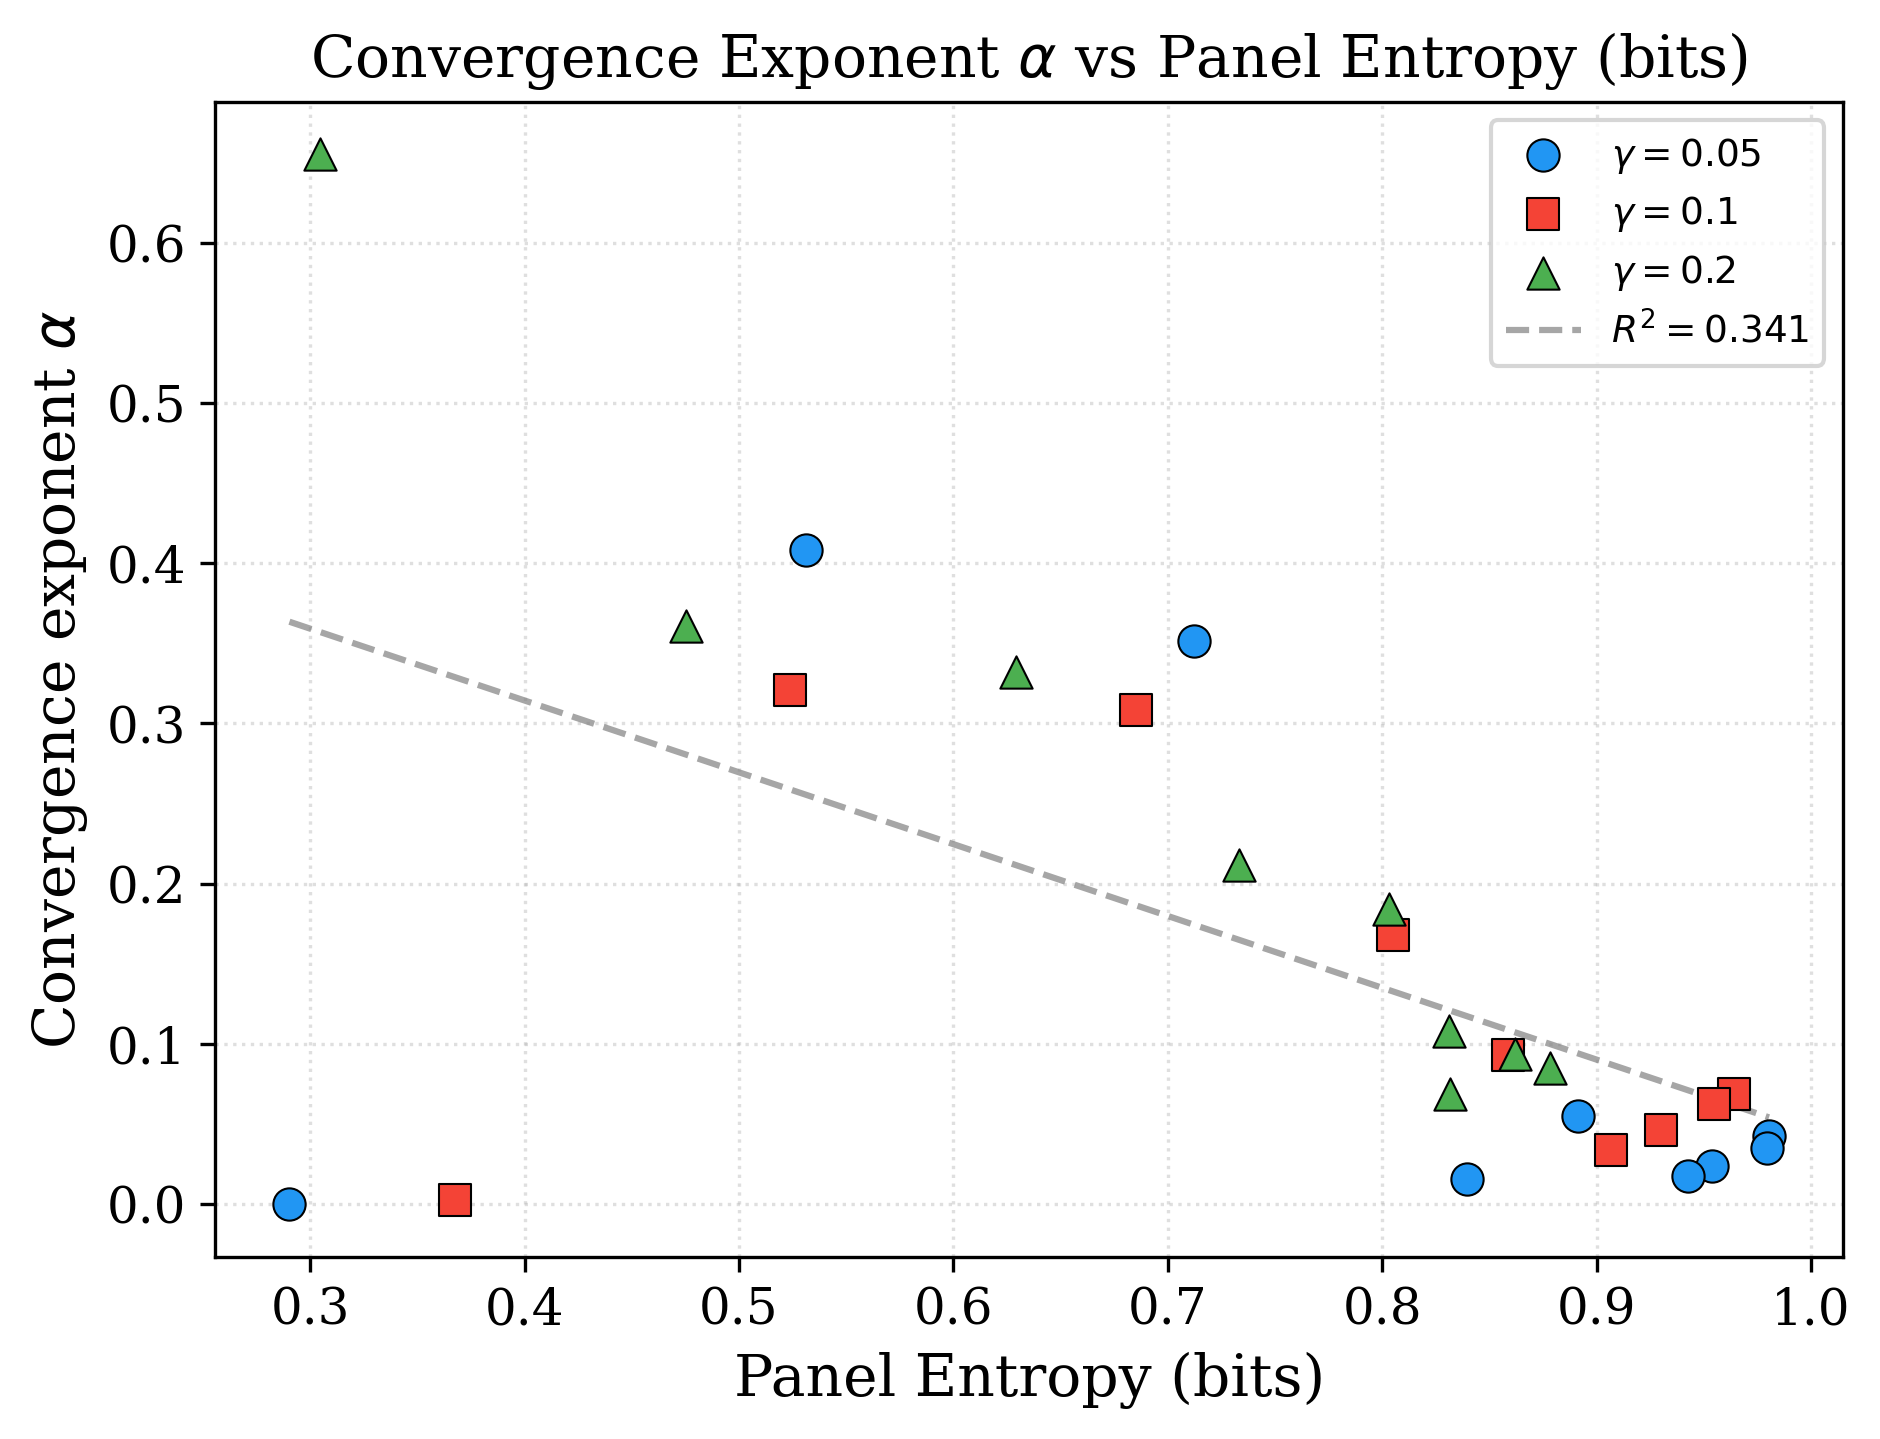 Convergence Exponent α vs Panel Entropy (bits)
γ = 0.05
γ = 0.1
γ = 0.2
R² = 0.341
Convergence exponent α
0.6
0.5
0.4
0.3
0.2
0.1
0.0
0.3 0.4 0.5 0.6 0.7 0.8 0.9 1.0
Panel Entropy (bits)